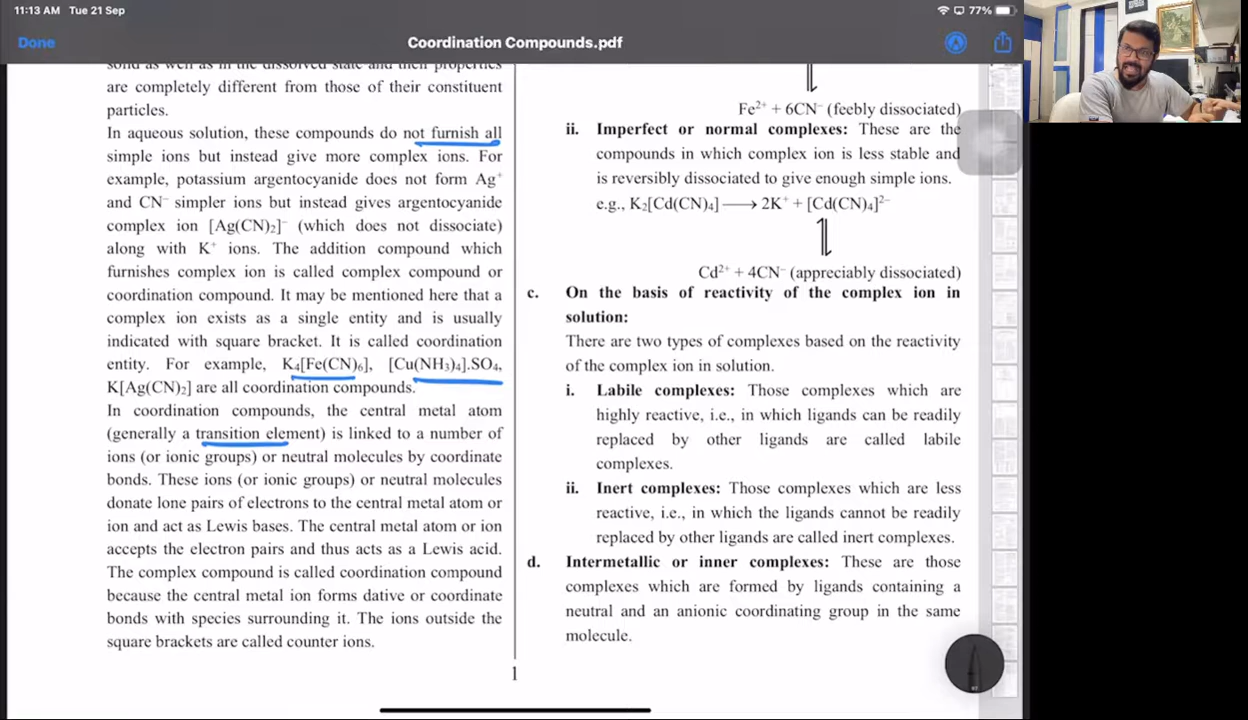 11:13 AM Tue 21 Sep
77%
Done
Coordination Compounds.pdf
solid as well as in the dissolved state and their properties
are completely different from those of their constituent
particles.
In aqueous solution, these compounds do not furnish all
simple ions but instead give more complex ions. For
example, potassium argentocyanide does not form Ag⁺
and CN⁻ simpler ions but instead gives argentocyanide
complex ion [Ag(CN)₂]⁻ (which does not dissociate)
along with K⁺ ions. The addition compound which
furnishes complex ion is called complex compound or
coordination compound. It may be mentioned here that a
complex ion exists as a single entity and is usually
indicated with square bracket. It is called coordination
entity. For example, K₄[Fe(CN)₆], [Cu(NH₃)₄].SO₄,
K[Ag(CN)₂] are all coordination compounds.
In coordination compounds, the central metal atom
(generally a transition element) is linked to a number of
ions (or ionic groups) or neutral molecules by coordinate
bonds. These ions (or ionic groups) or neutral molecules
donate lone pairs of electrons to the central metal atom or
ion and act as Lewis bases. The central metal atom or ion
accepts the electron pairs and thus acts as a Lewis acid.
The complex compound is called coordination compound
because the central metal ion forms dative or coordinate
bonds with species surrounding it. The ions outside the
square brackets are called counter ions.
Fe²⁺ + 6CN⁻ (feebly dissociated)
ii. Imperfect or normal complexes: These are the
compounds in which complex ion is less stable and
is reversibly dissociated to give enough simple ions.
e.g., K₂[Cd(CN)₄] ⟶ 2K⁺ + [Cd(CN)₄]²⁻
⥮
Cd²⁺ + 4CN⁻ (appreciably dissociated)
c. On the basis of reactivity of the complex ion in
solution:
There are two types of complexes based on the reactivity
of the complex ion in solution.
i. Labile complexes: Those complexes which are
highly reactive, i.e., in which ligands can be readily
replaced by other ligands are called labile
complexes.
ii. Inert complexes: Those complexes which are less
reactive, i.e., in which the ligands cannot be readily
replaced by other ligands are called inert complexes.
d. Intermetallic or inner complexes: These are those
complexes which are formed by ligands containing a
neutral and an anionic coordinating group in the same
molecule.
1